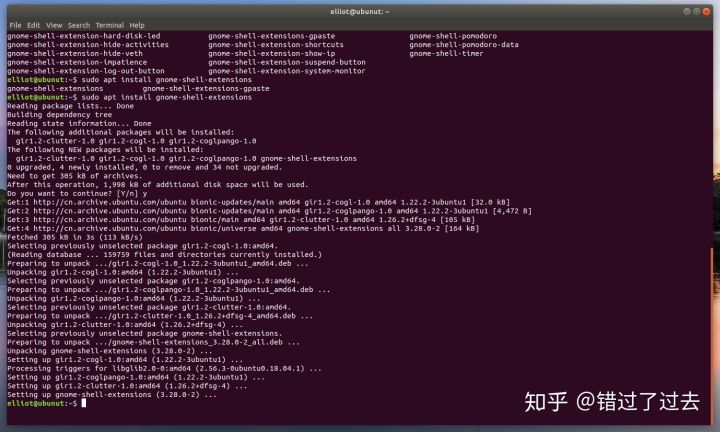 elliot@ubunut: ~
File Edit View Search Terminal Help
gnome-shell-extension-hard-disk-led gnome-shell-extensions-gpaste gnome-shell-pomodoro
gnome-shell-extension-hide-activities gnome-shell-extension-shortcuts gnome-shell-pomodoro-data
gnome-shell-extension-hide-veth gnome-shell-extension-show-ip gnome-shell-timer
gnome-shell-extension-impatience gnome-shell-extension-suspend-button
gnome-shell-extension-log-out-button gnome-shell-extension-system-monitor
elliot@ubunut:~$ sudo apt install gnome-shell-extensions
gnome-shell-extensions gnome-shell-extensions-gpaste
elliot@ubunut:~$ sudo apt install gnome-shell-extensions
Reading package lists... Done
Building dependency tree
Reading state information... Done
The following additional packages will be installed:
gir1.2-clutter-1.0 gir1.2-cogl-1.0 gir1.2-coglpango-1.0
The following NEW packages will be installed:
gir1.2-clutter-1.0 gir1.2-cogl-1.0 gir1.2-coglpango-1.0 gnome-shell-extensions
0 upgraded, 4 newly installed, 0 to remove and 34 not upgraded.
Need to get 305 kB of archives.
After this operation, 1,998 kB of additional disk space will be used.
Do you want to continue? [Y/n] y
Get:1 http://cn.archive.ubuntu.com/ubuntu bionic-updates/main amd64 gir1.2-cogl-1.0 amd64 1.22.2-3ubuntu1 [32.0 kB]
Get:2 http://cn.archive.ubuntu.com/ubuntu bionic-updates/main amd64 gir1.2-coglpango-1.0 amd64 1.22.2-3ubuntu1 [4,472 B]
Get:3 http://cn.archive.ubuntu.com/ubuntu bionic/main amd64 gir1.2-clutter-1.0 amd64 1.26.2+dfsg-4 [105 kB]
Get:4 http://cn.archive.ubuntu.com/ubuntu bionic/universe amd64 gnome-shell-extensions all 3.28.0-2 [164 kB]
Fetched 305 kB in 3s (113 kB/s)
Selecting previously unselected package gir1.2-cogl-1.0:amd64.
(Reading database ... 159759 files and directories currently installed.)
Preparing to unpack .../gir1.2-cogl-1.0_1.22.2-3ubuntu1_amd64.deb ...
Unpacking gir1.2-cogl-1.0:amd64 (1.22.2-3ubuntu1) ...
Selecting previously unselected package gir1.2-coglpango-1.0:amd64.
Preparing to unpack .../gir1.2-coglpango-1.0_1.22.2-3ubuntu1_amd64.deb ...
Unpacking gir1.2-coglpango-1.0:amd64 (1.22.2-3ubuntu1) ...
Selecting previously unselected package gir1.2-clutter-1.0:amd64.
Preparing to unpack .../gir1.2-clutter-1.0_1.26.2+dfsg-4_amd64.deb ...
Unpacking gir1.2-clutter-1.0:amd64 (1.26.2+dfsg-4) ...
Selecting previously unselected package gnome-shell-extensions.
Preparing to unpack .../gnome-shell-extensions_3.28.0-2_all.deb ...
Unpacking gnome-shell-extensions (3.28.0-2) ...
Setting up gir1.2-cogl-1.0:amd64 (1.22.2-3ubuntu1) ...
Processing triggers for libglib2.0-0:amd64 (2.56.3-0ubuntu0.18.04.1) ...
Setting up gir1.2-coglpango-1.0:amd64 (1.22.2-3ubuntu1) ...
Setting up gir1.2-clutter-1.0:amd64 (1.26.2+dfsg-4) ...
Setting up gnome-shell-extensions (3.28.0-2) ...
elliot@ubunut:~$
知乎 @错过了过去